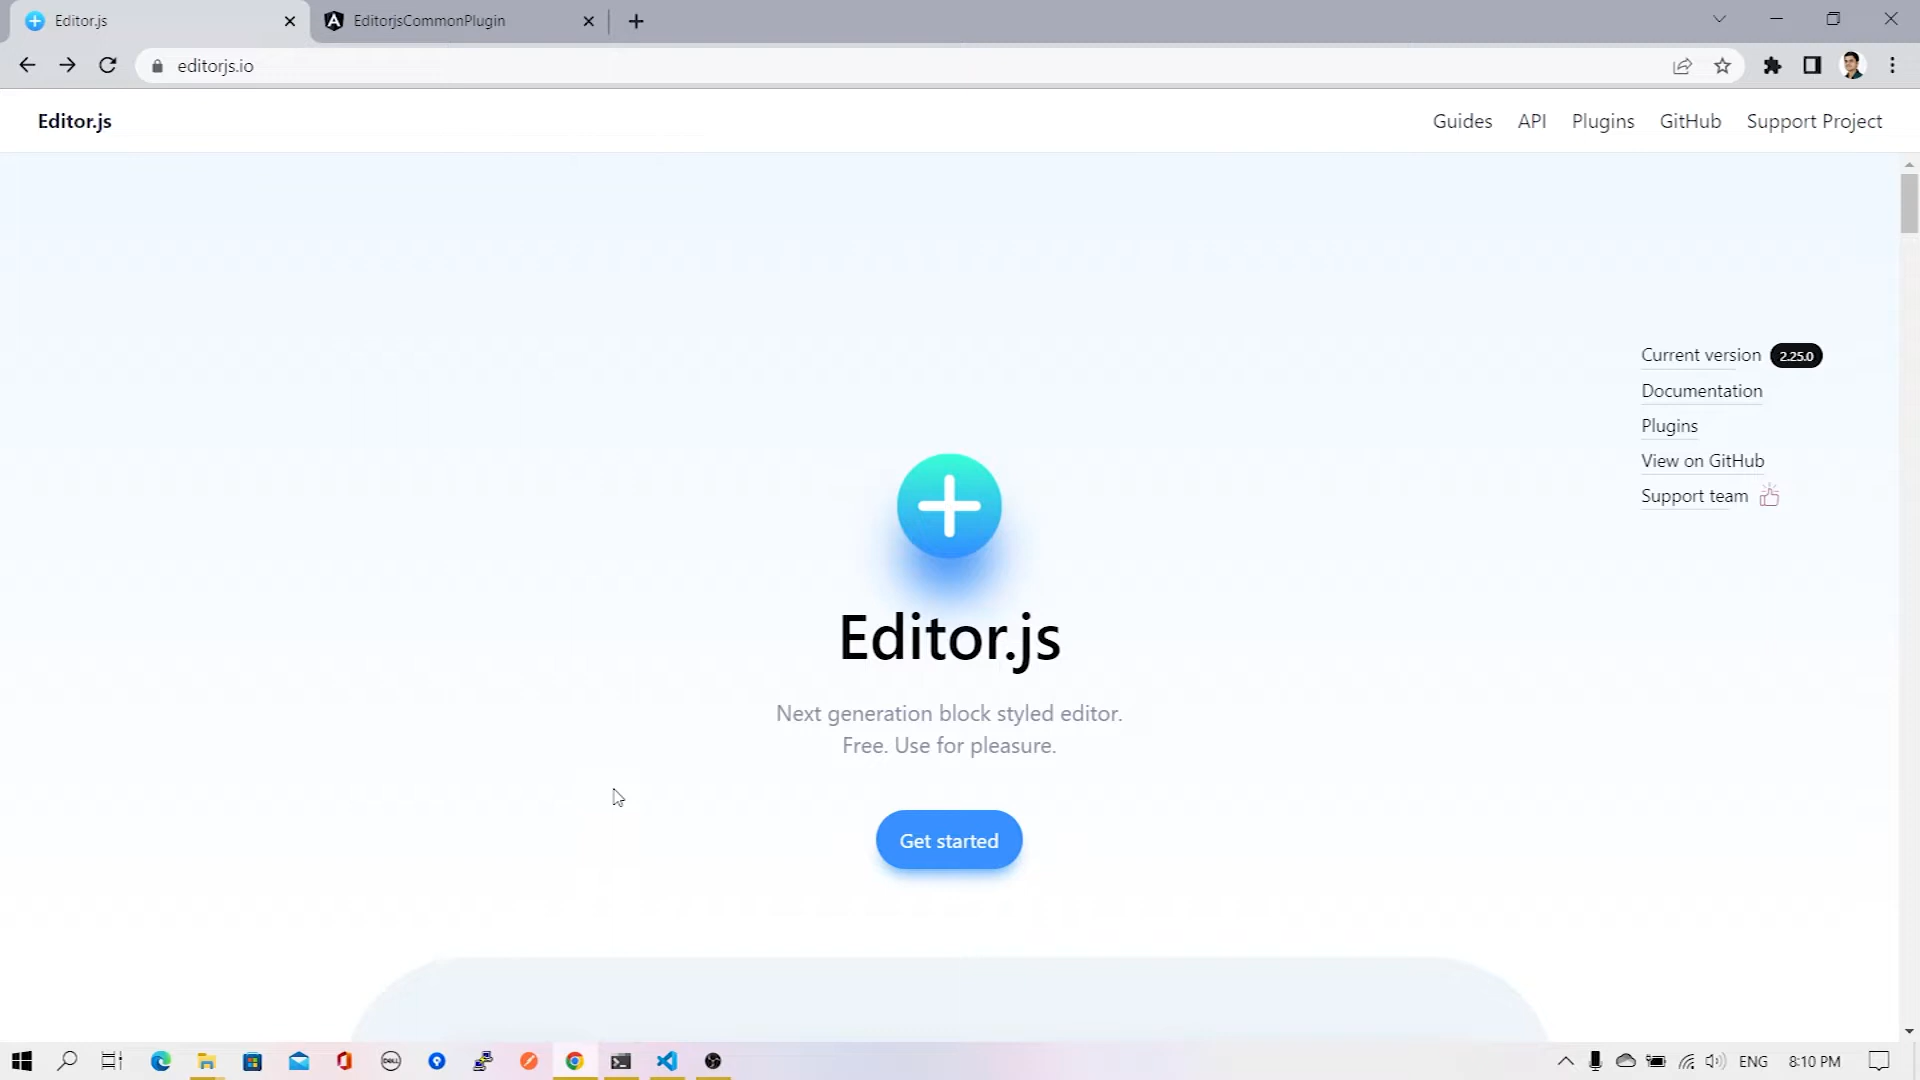 Editor.js
EditorjsCommonPlugin
editorjs.io
Editor.js
Guides
API
Plugins
GitHub
Support Project
Current version 2.25.0
Documentation
Plugins
View on GitHub
Support team
Editor.js
Next generation block styled editor.
Free. Use for pleasure.
Get started
DELL
ENG
8:10 PM